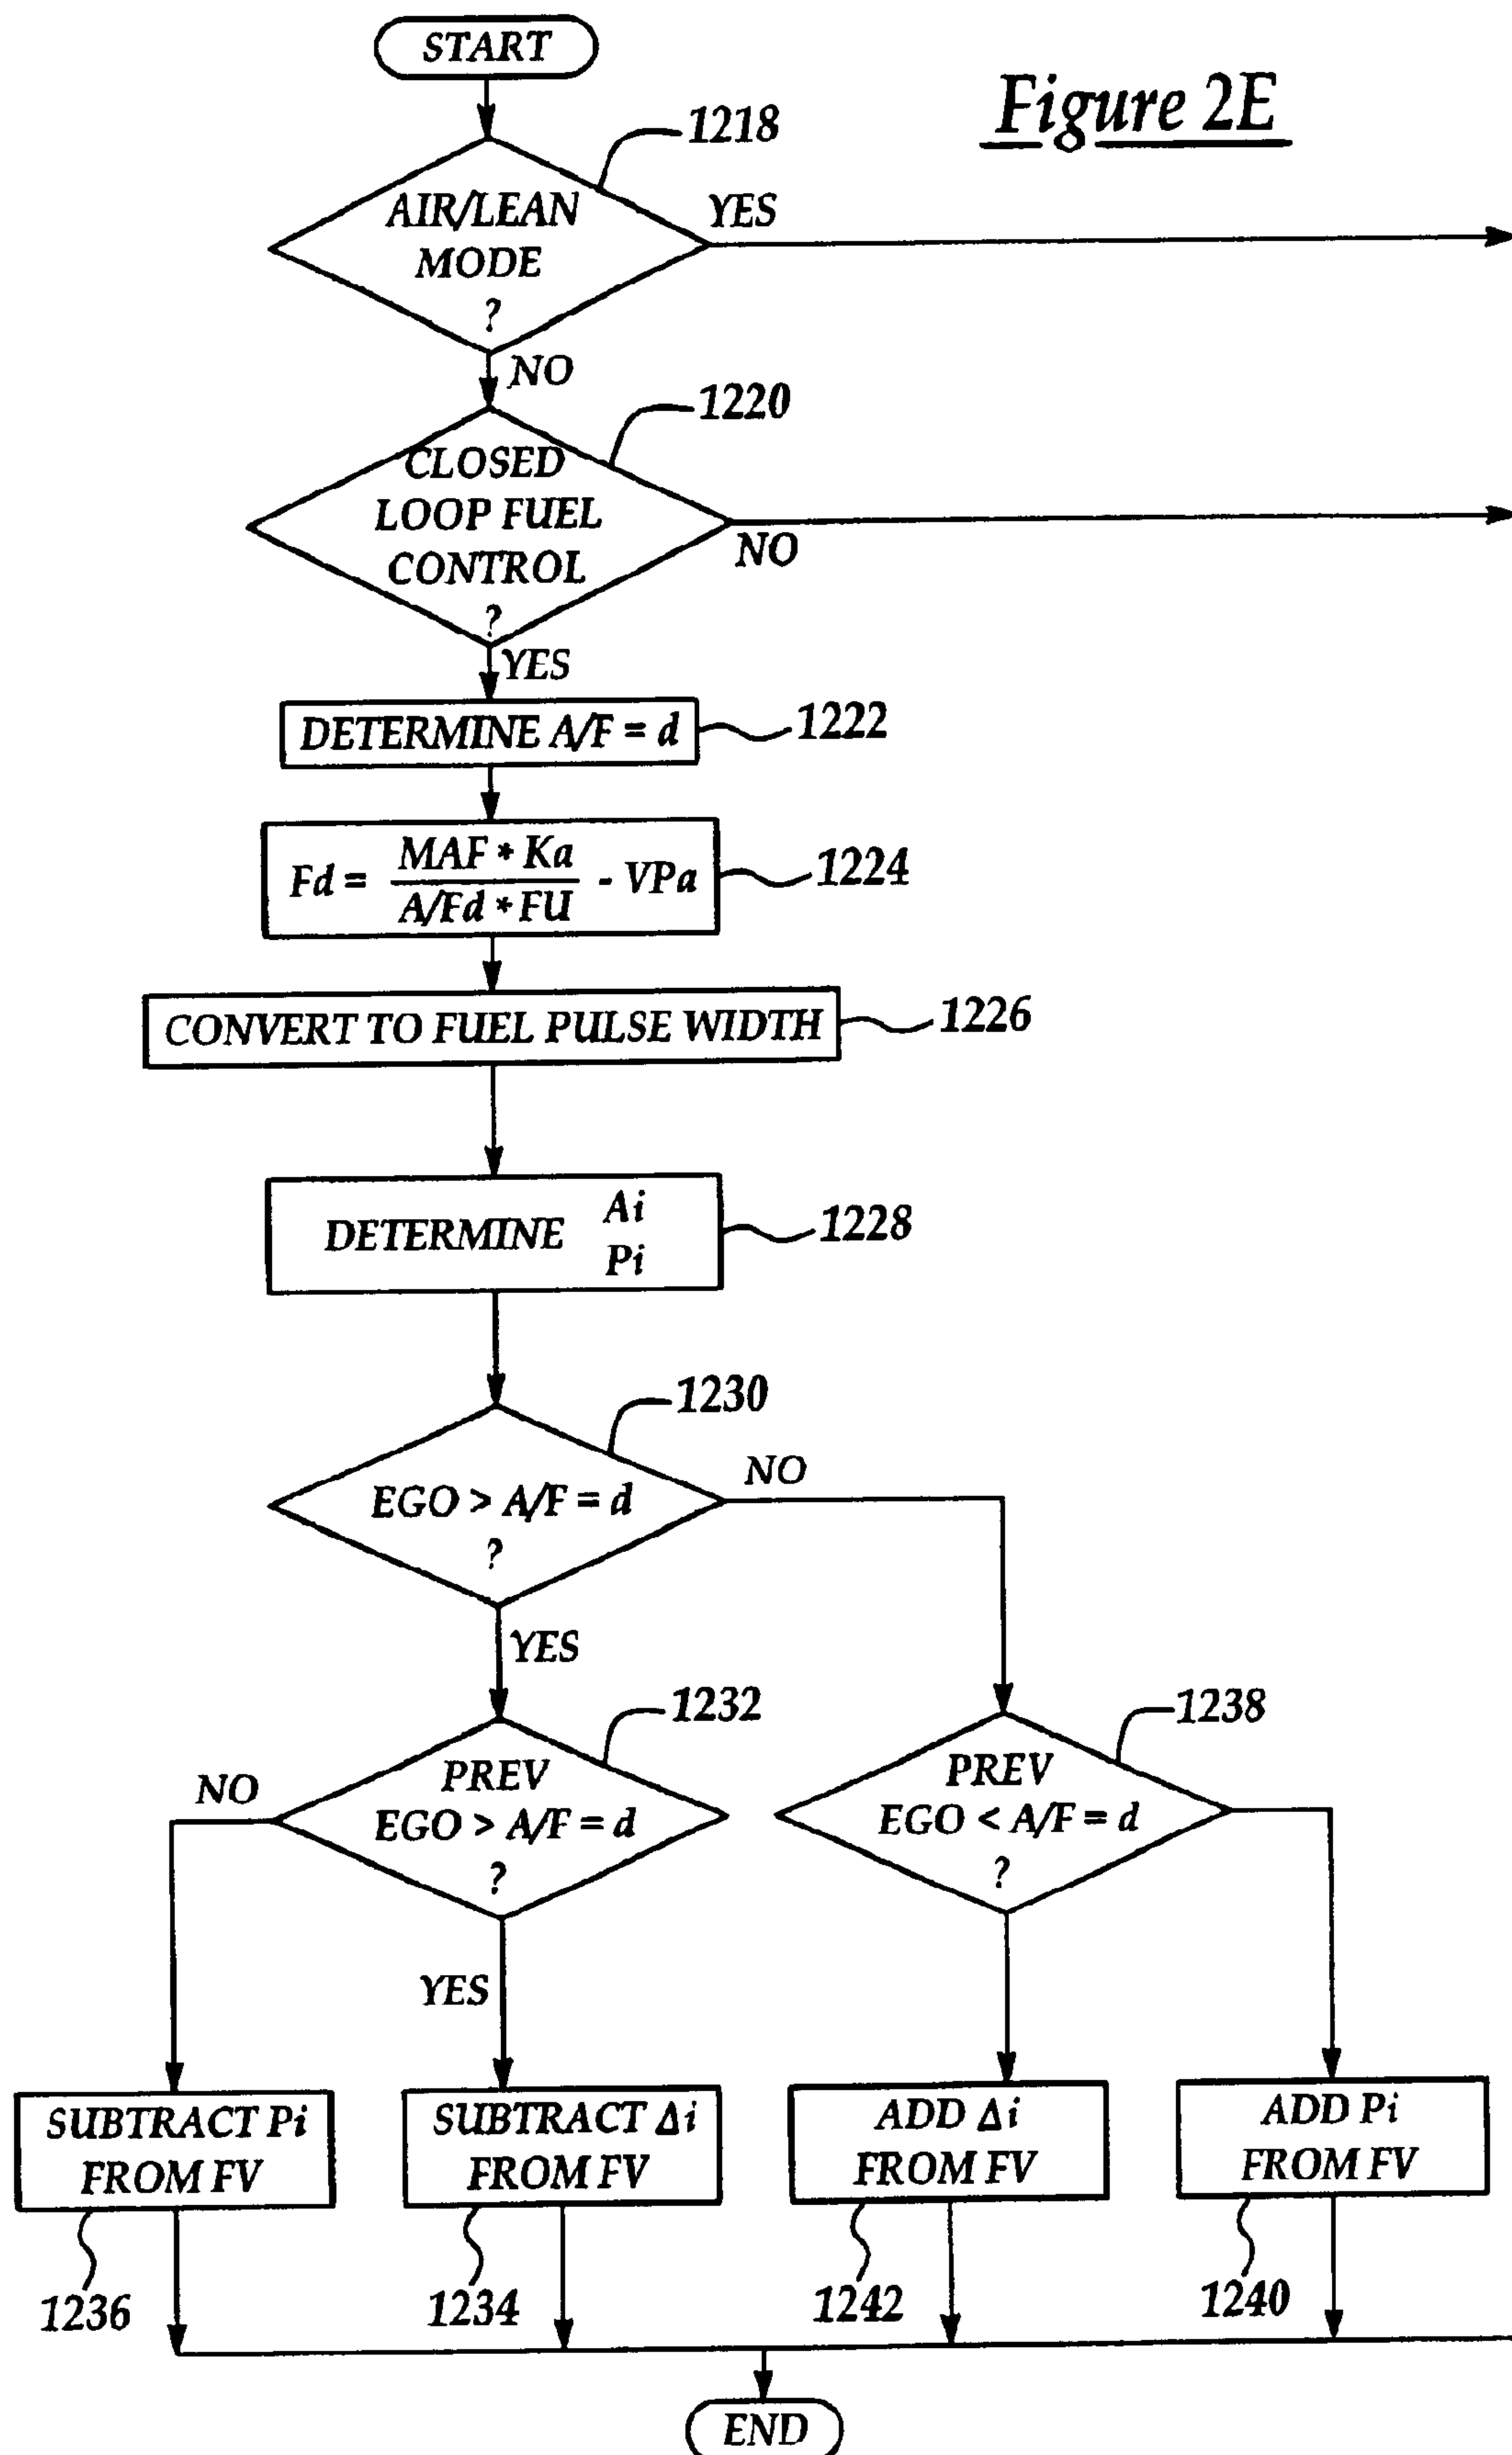 START
Figure 2E
1218
AIR/LEAN
MODE
?
YES
NO
1220
CLOSED
LOOP FUEL
CONTROL
?
NO
YES
DETERMINE A/F = d
1222
Fd = MAF * Ka / A/Fd * FU - VPa
1224
CONVERT TO FUEL PULSE WIDTH
1226
DETERMINE Ai
Pi
1228
1230
EGO > A/F = d
?
NO
YES
1232
PREV
EGO > A/F = d
?
NO
YES
1238
PREV
EGO < A/F = d
?
SUBTRACT Pi
FROM FV
SUBTRACT Δi
FROM FV
ADD Δi
FROM FV
ADD Pi
FROM FV
1236
1234
1242
1240
END